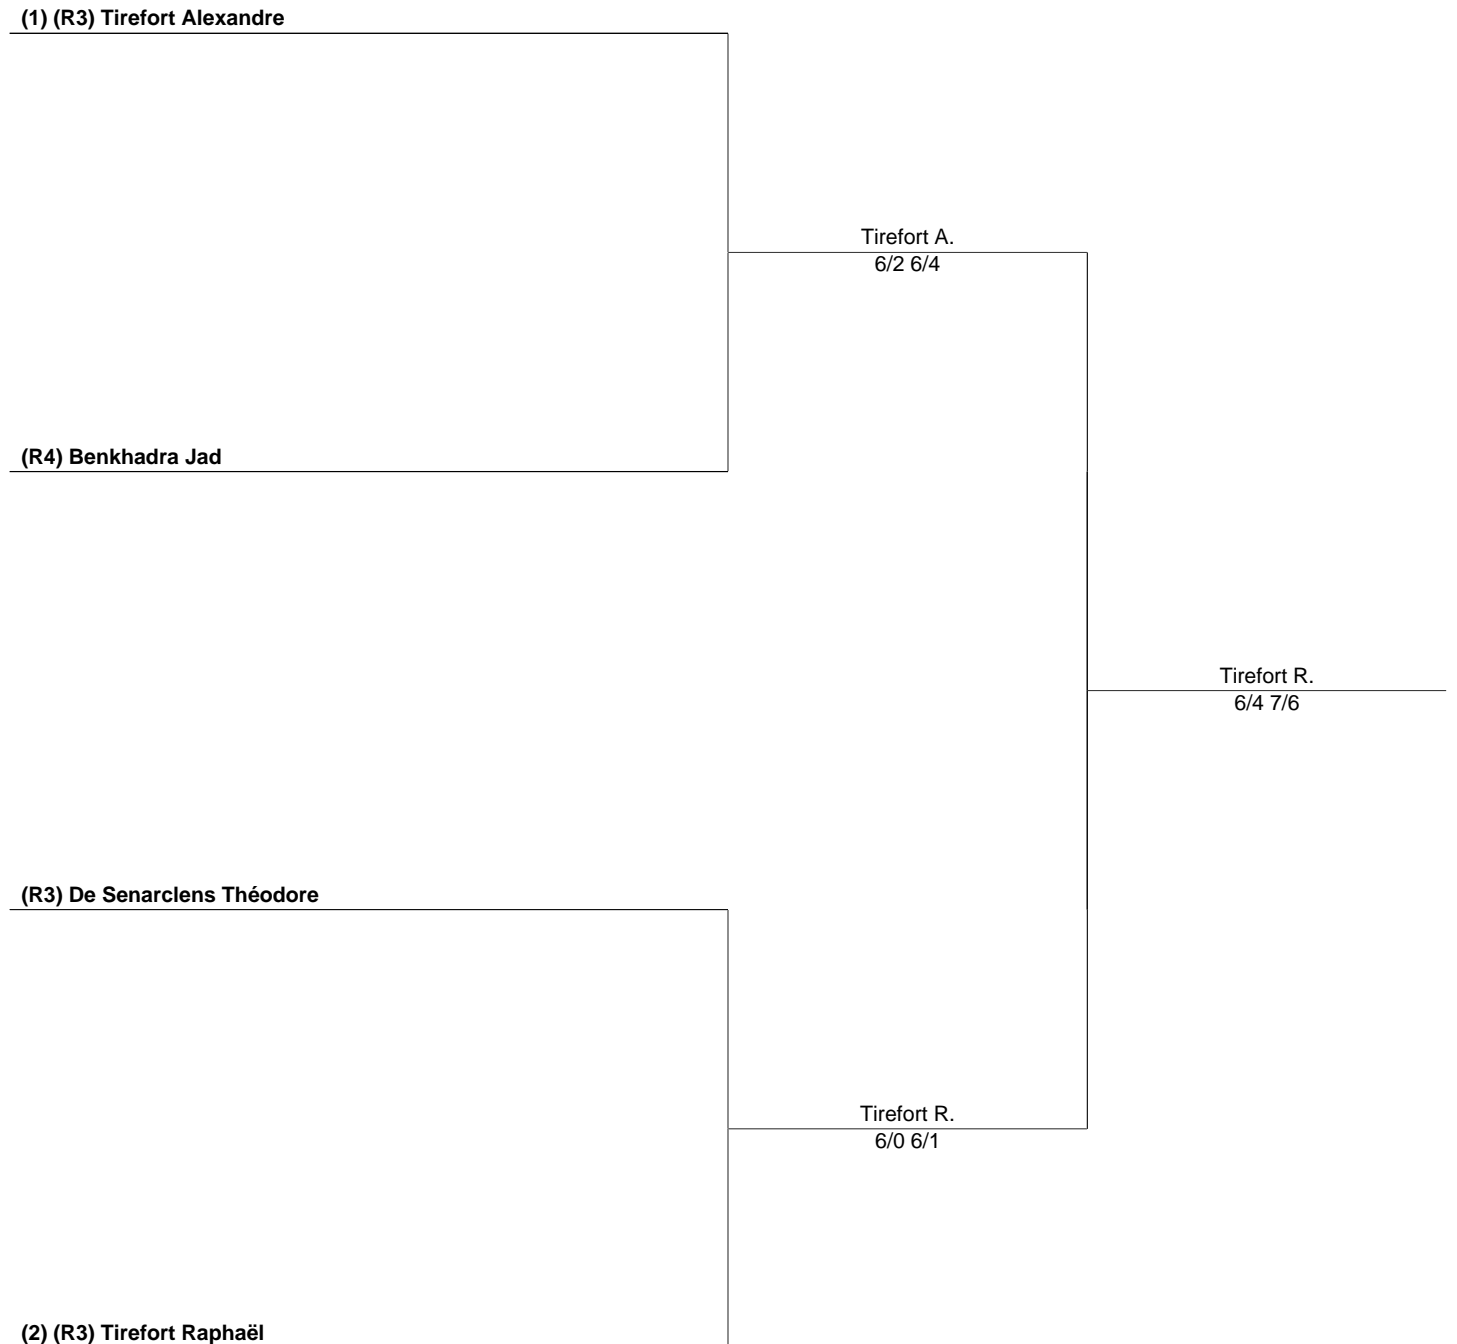 (1) (R3) Tirefort Alexandre
Tirefort A.
6/2 6/4
(R4) Benkhadra Jad
Tirefort R.
6/4 7/6
(R3) De Senarclens Théodore
Tirefort R.
6/0 6/1
(2) (R3) Tirefort Raphaël